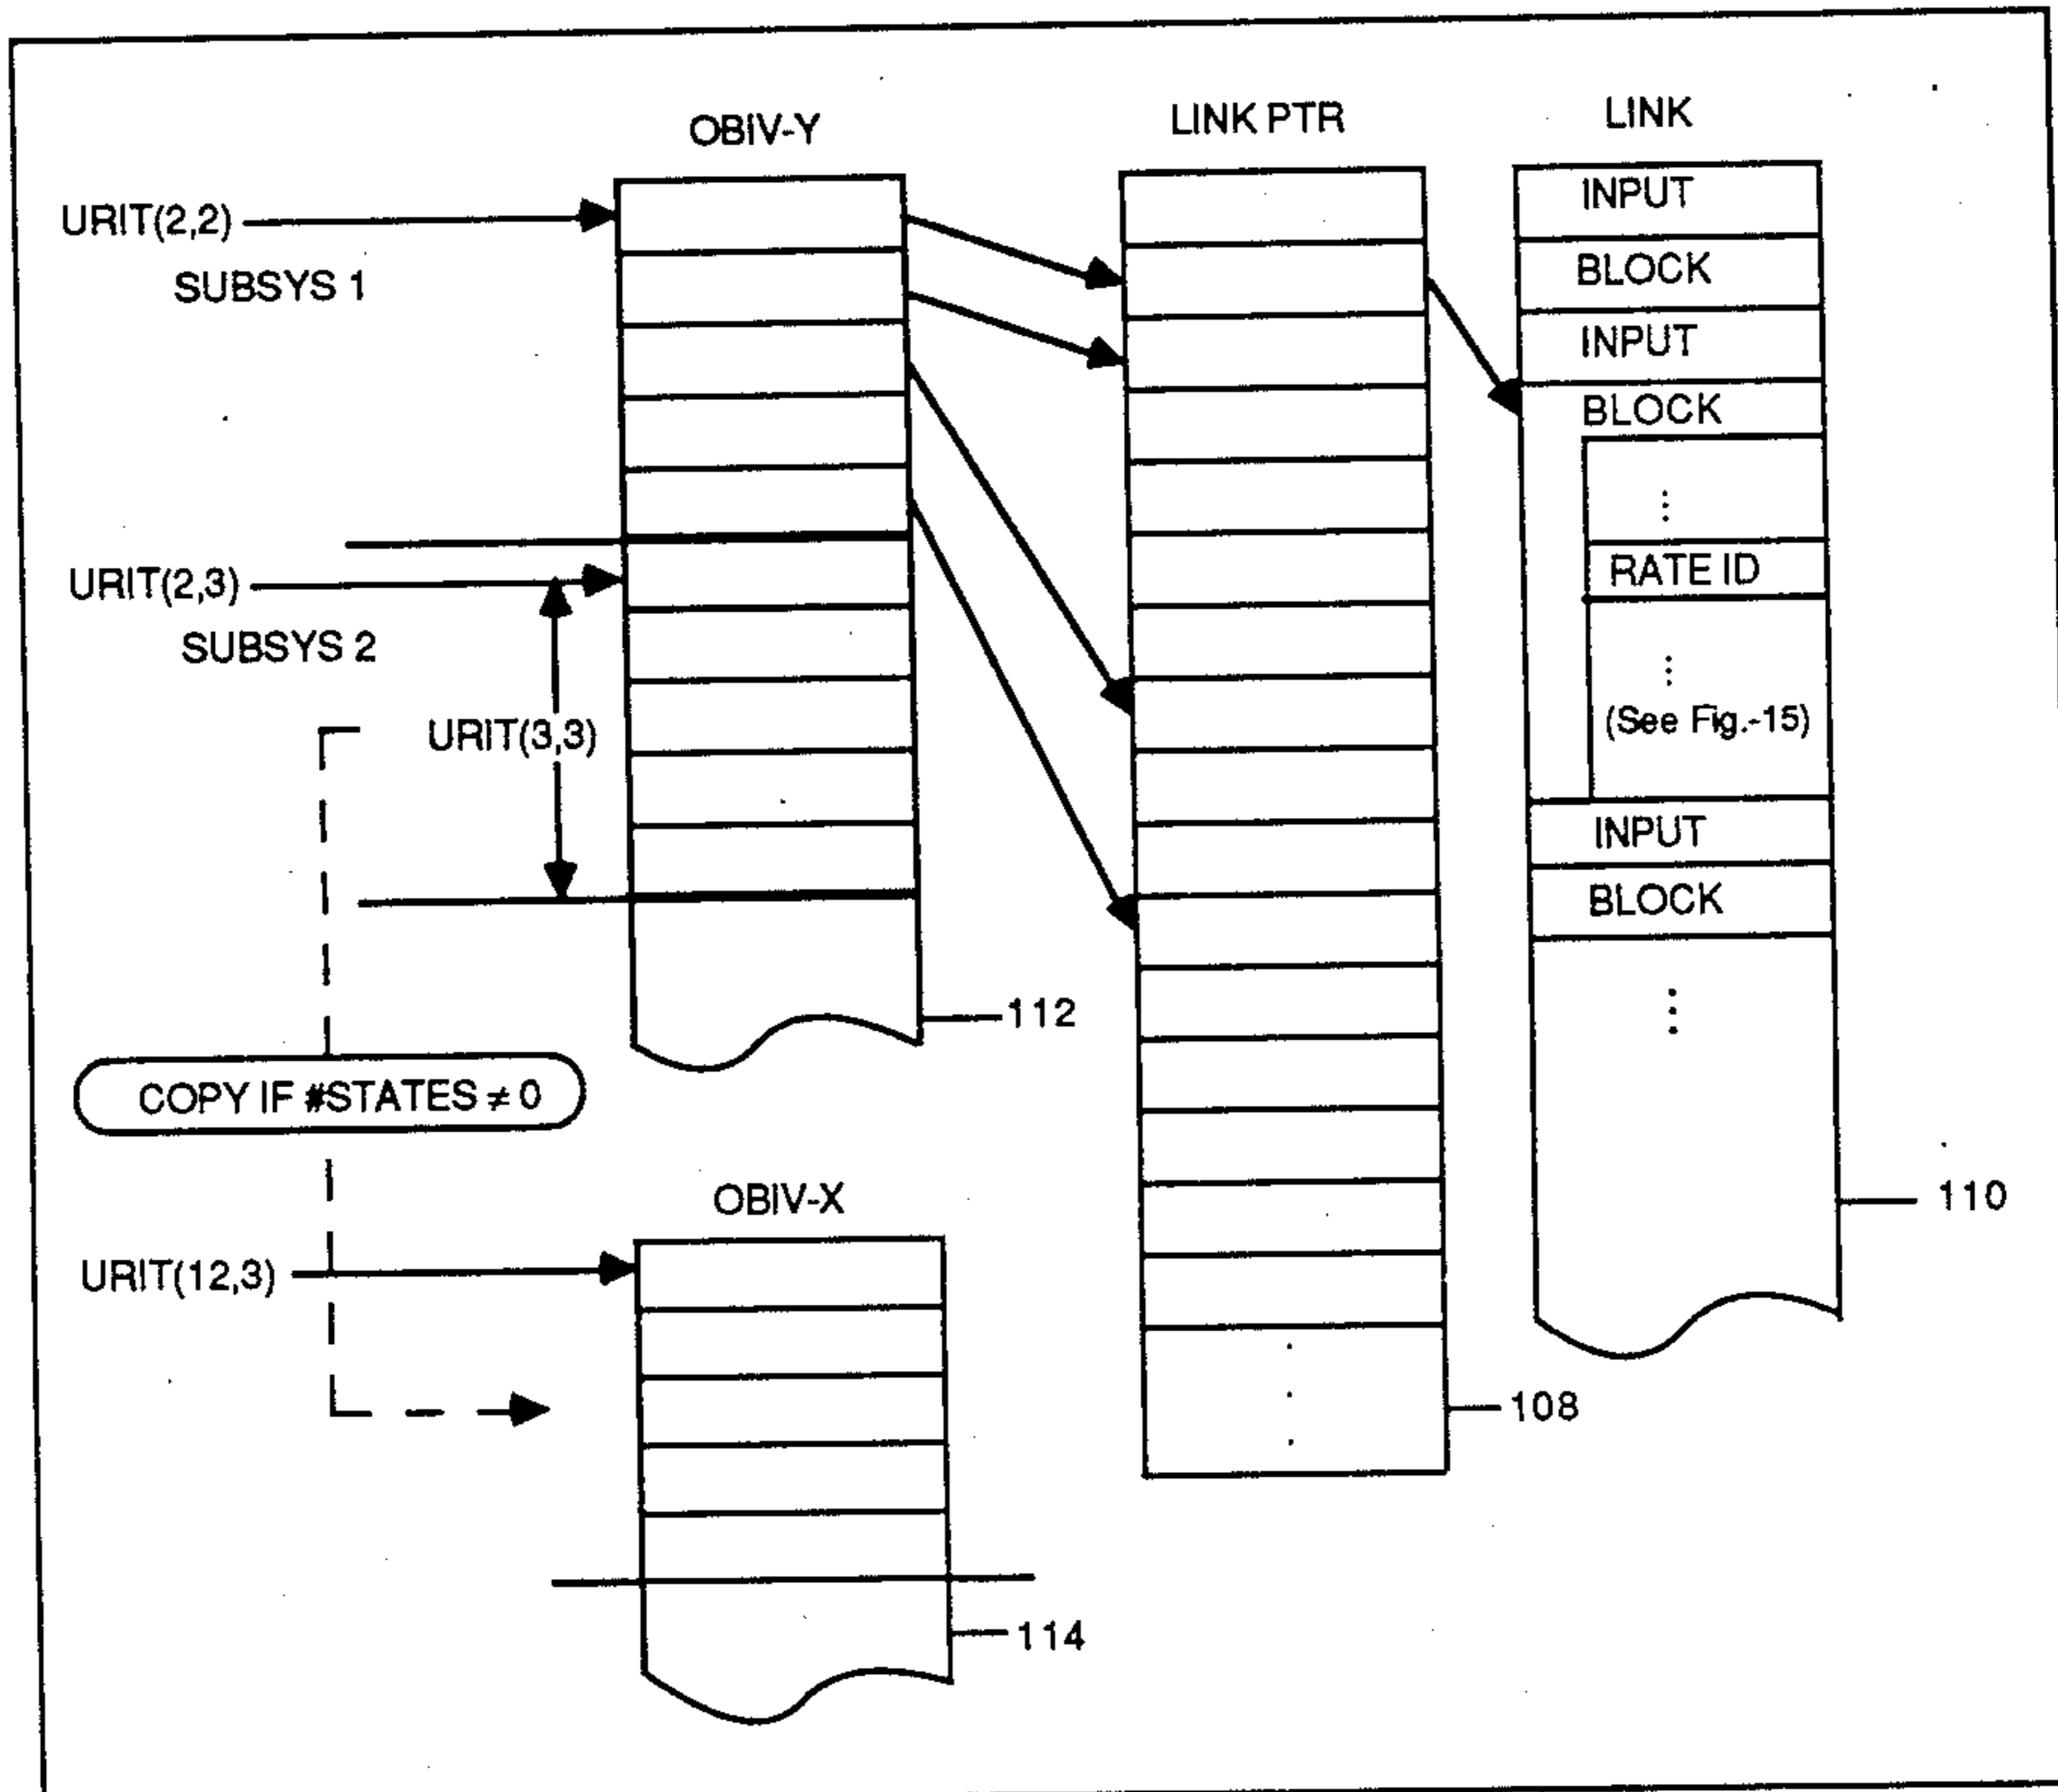 OBIV-Y
LINK PTR
LINK
URIT(2,2)
SUBSYS 1
INPUT
BLOCK
INPUT
BLOCK
⋮
RATE ID
⋮
(See Fig.-15)
INPUT
BLOCK
⋮
URIT(2,3)
SUBSYS 2
URIT(3,3)
112
COPY IF #STATES ≠ 0
110
OBIV-X
URIT(12,3)
108
114